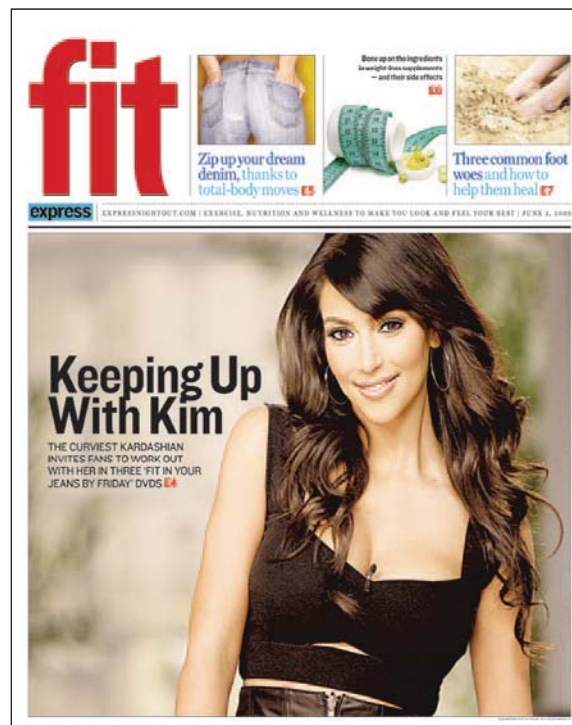 fit
Zip up your dream
denim, thanks to
total-body moves E5
Bone up on the ingredients
in weight-loss supplements
— and their side effects
Three common foot
woes and how to
help them heal E7
express | EXPRESSNIGHTOUT.COM | EXERCISE, NUTRITION AND WELLNESS TO MAKE YOU LOOK AND FEEL YOUR BEST | JUNE 2, 2009
Keeping Up
With Kim
THE CURVIEST KARDASHIAN
INVITES FANS TO WORK OUT
WITH HER IN THREE 'FIT IN YOUR
JEANS BY FRIDAY' DVDS E4